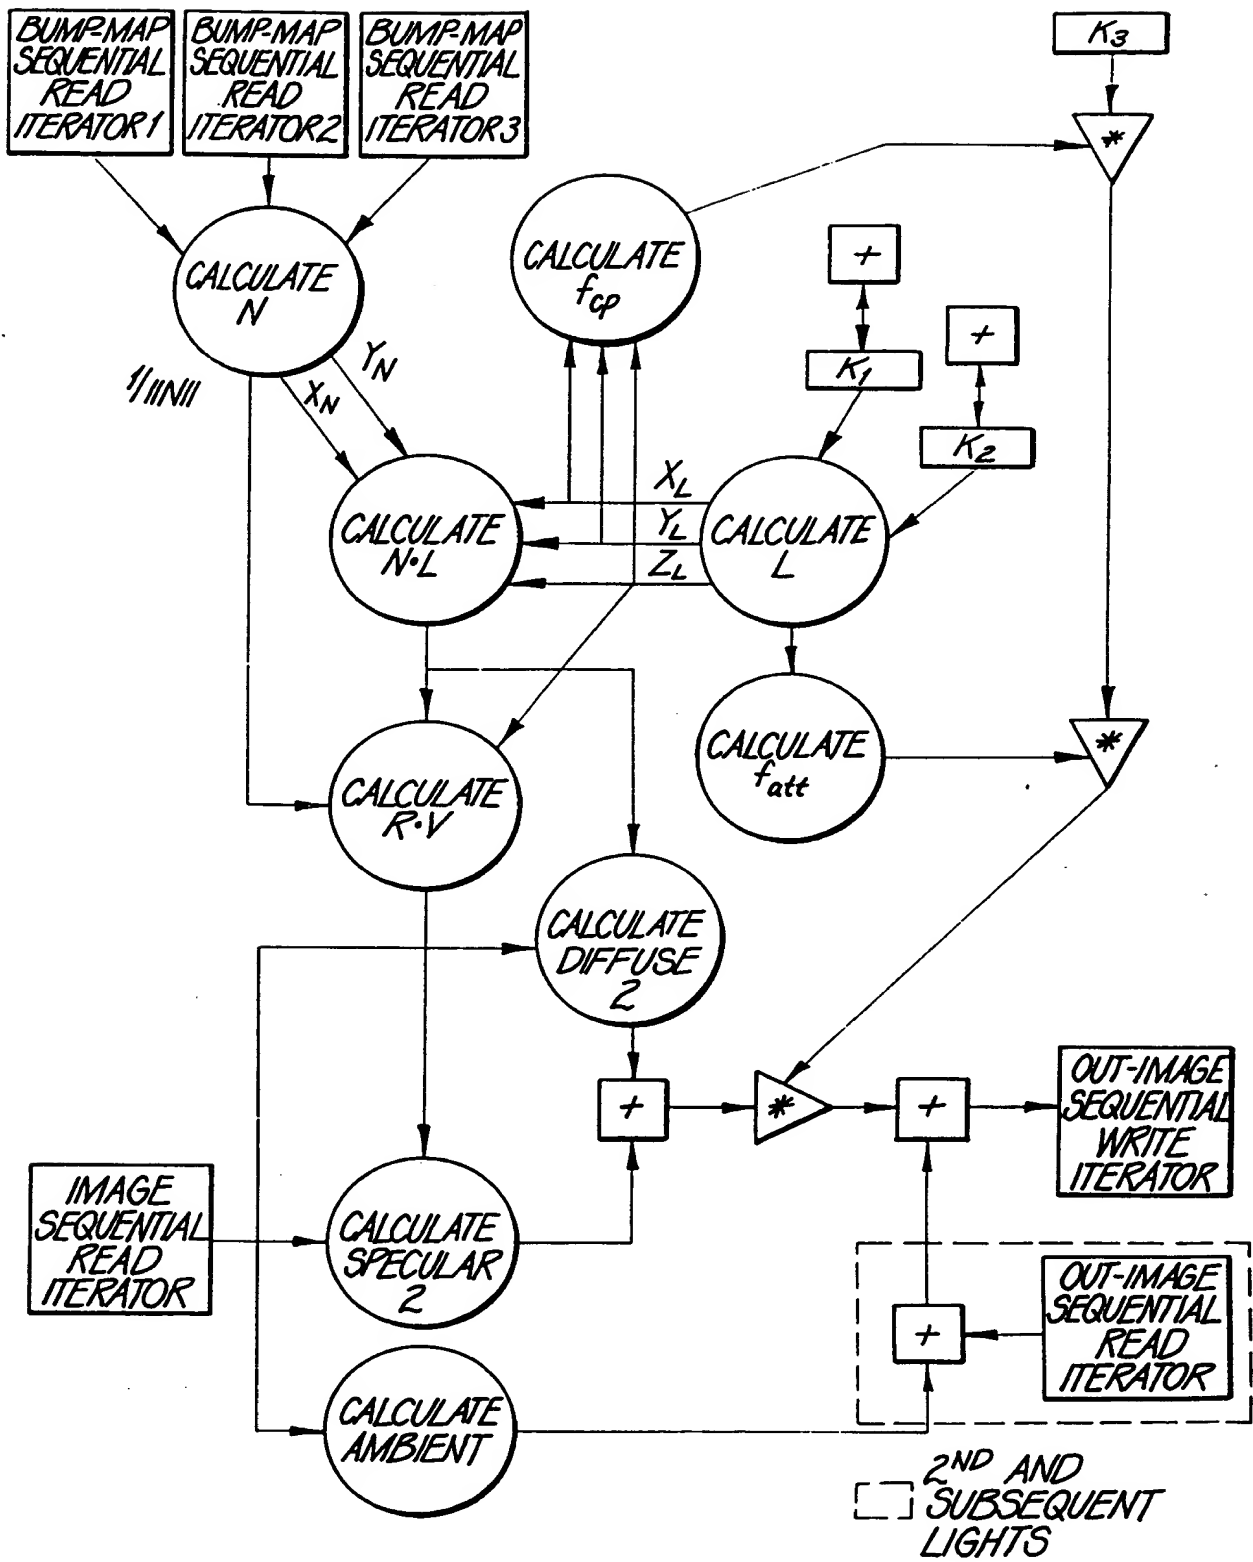 BUMP-MAP
SEQUENTIAL
READ
ITERATOR 1
BUMP-MAP
SEQUENTIAL
READ
ITERATOR 2
BUMP-MAP
SEQUENTIAL
READ
ITERATOR 3
K3
*
CALCULATE
N
CALCULATE
fcp
+
+
K1
K2
1/||N||
XN
YN
CALCULATE
N·L
XL
YL
ZL
CALCULATE
L
CALCULATE
R·V
CALCULATE
fatt
*
CALCULATE
DIFFUSE
2
+
*
+
OUT-IMAGE
SEQUENTIAL
WRITE
ITERATOR
IMAGE
SEQUENTIAL
READ
ITERATOR
CALCULATE
SPECULAR
2
+
OUT-IMAGE
SEQUENTIAL
READ
ITERATOR
CALCULATE
AMBIENT
2ND AND
SUBSEQUENT
LIGHTS